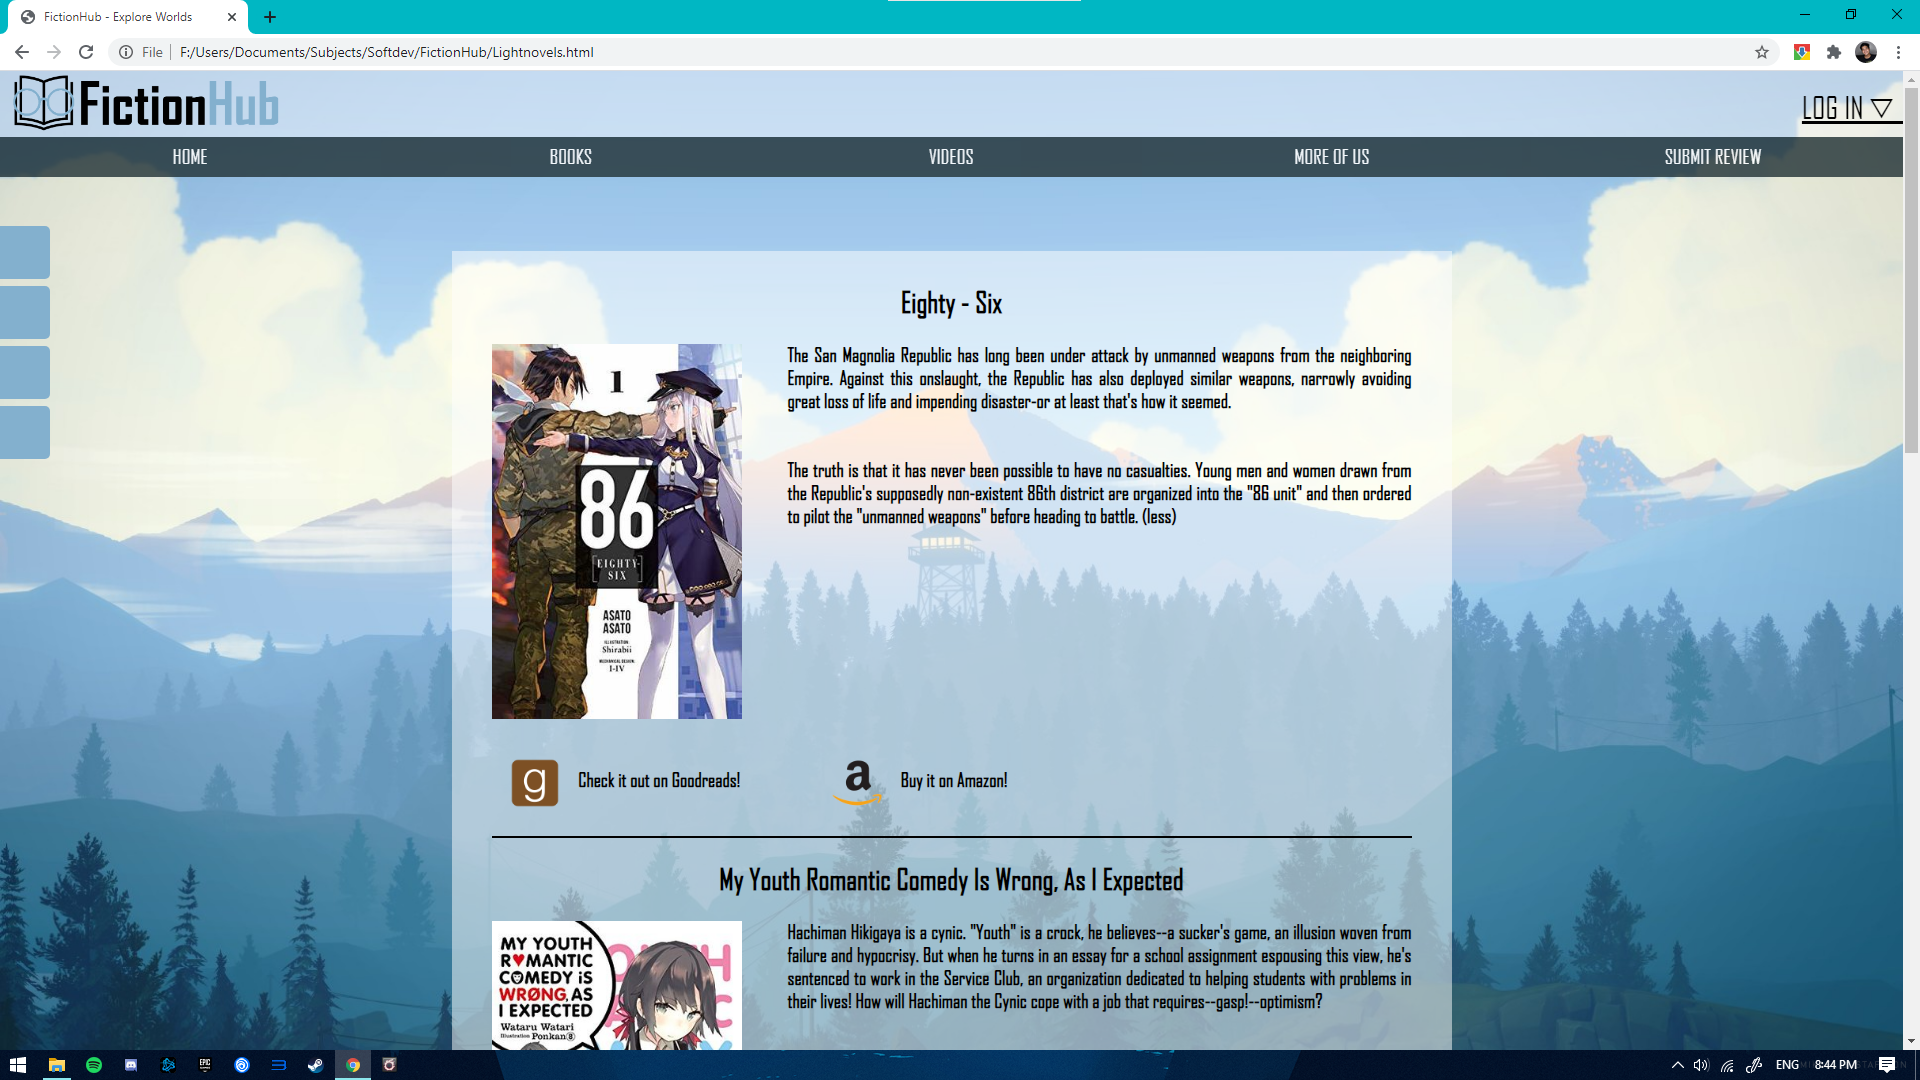 FictionHub - Explore Worlds
File
F:/Users/Documents/Subjects/Softdev/FictionHub/Lightnovels.html
FictionHub
LOG IN ▽
HOME
BOOKS
VIDEOS
MORE OF US
SUBMIT REVIEW
Eighty - Six
1
86
[EIGHTY-
SIX]
ASATO
ASATO
ILLUSTRATION
Shirabii
MECHANICAL DESIGN
I-IV
The San Magnolia Republic has long been under attack by unmanned weapons from the neighboring
Empire. Against this onslaught, the Republic has also deployed similar weapons, narrowly avoiding
great loss of life and impending disaster-or at least that's how it seemed.
The truth is that it has never been possible to have no casualties. Young men and women drawn from
the Republic's supposedly non-existent 86th district are organized into the "86 unit" and then ordered
to pilot the "unmanned weapons" before heading to battle. (less)
g
Check it out on Goodreads!
a
Buy it on Amazon!
My Youth Romantic Comedy Is Wrong, As I Expected
MY YOUTH
R♥MANTIC
COMEDY iS
WRØNG, AS
I EXPECTED
Wataru Watari
Illustration Ponkan⑧
Hachiman Hikigaya is a cynic. "Youth" is a crock, he believes--a sucker's game, an illusion woven from
failure and hypocrisy. But when he turns in an essay for a school assignment espousing this view, he's
sentenced to work in the Service Club, an organization dedicated to helping students with problems in
their lives! How will Hachiman the Cynic cope with a job that requires--gasp!--optimism?
EPIC
ENG
8:44 PM